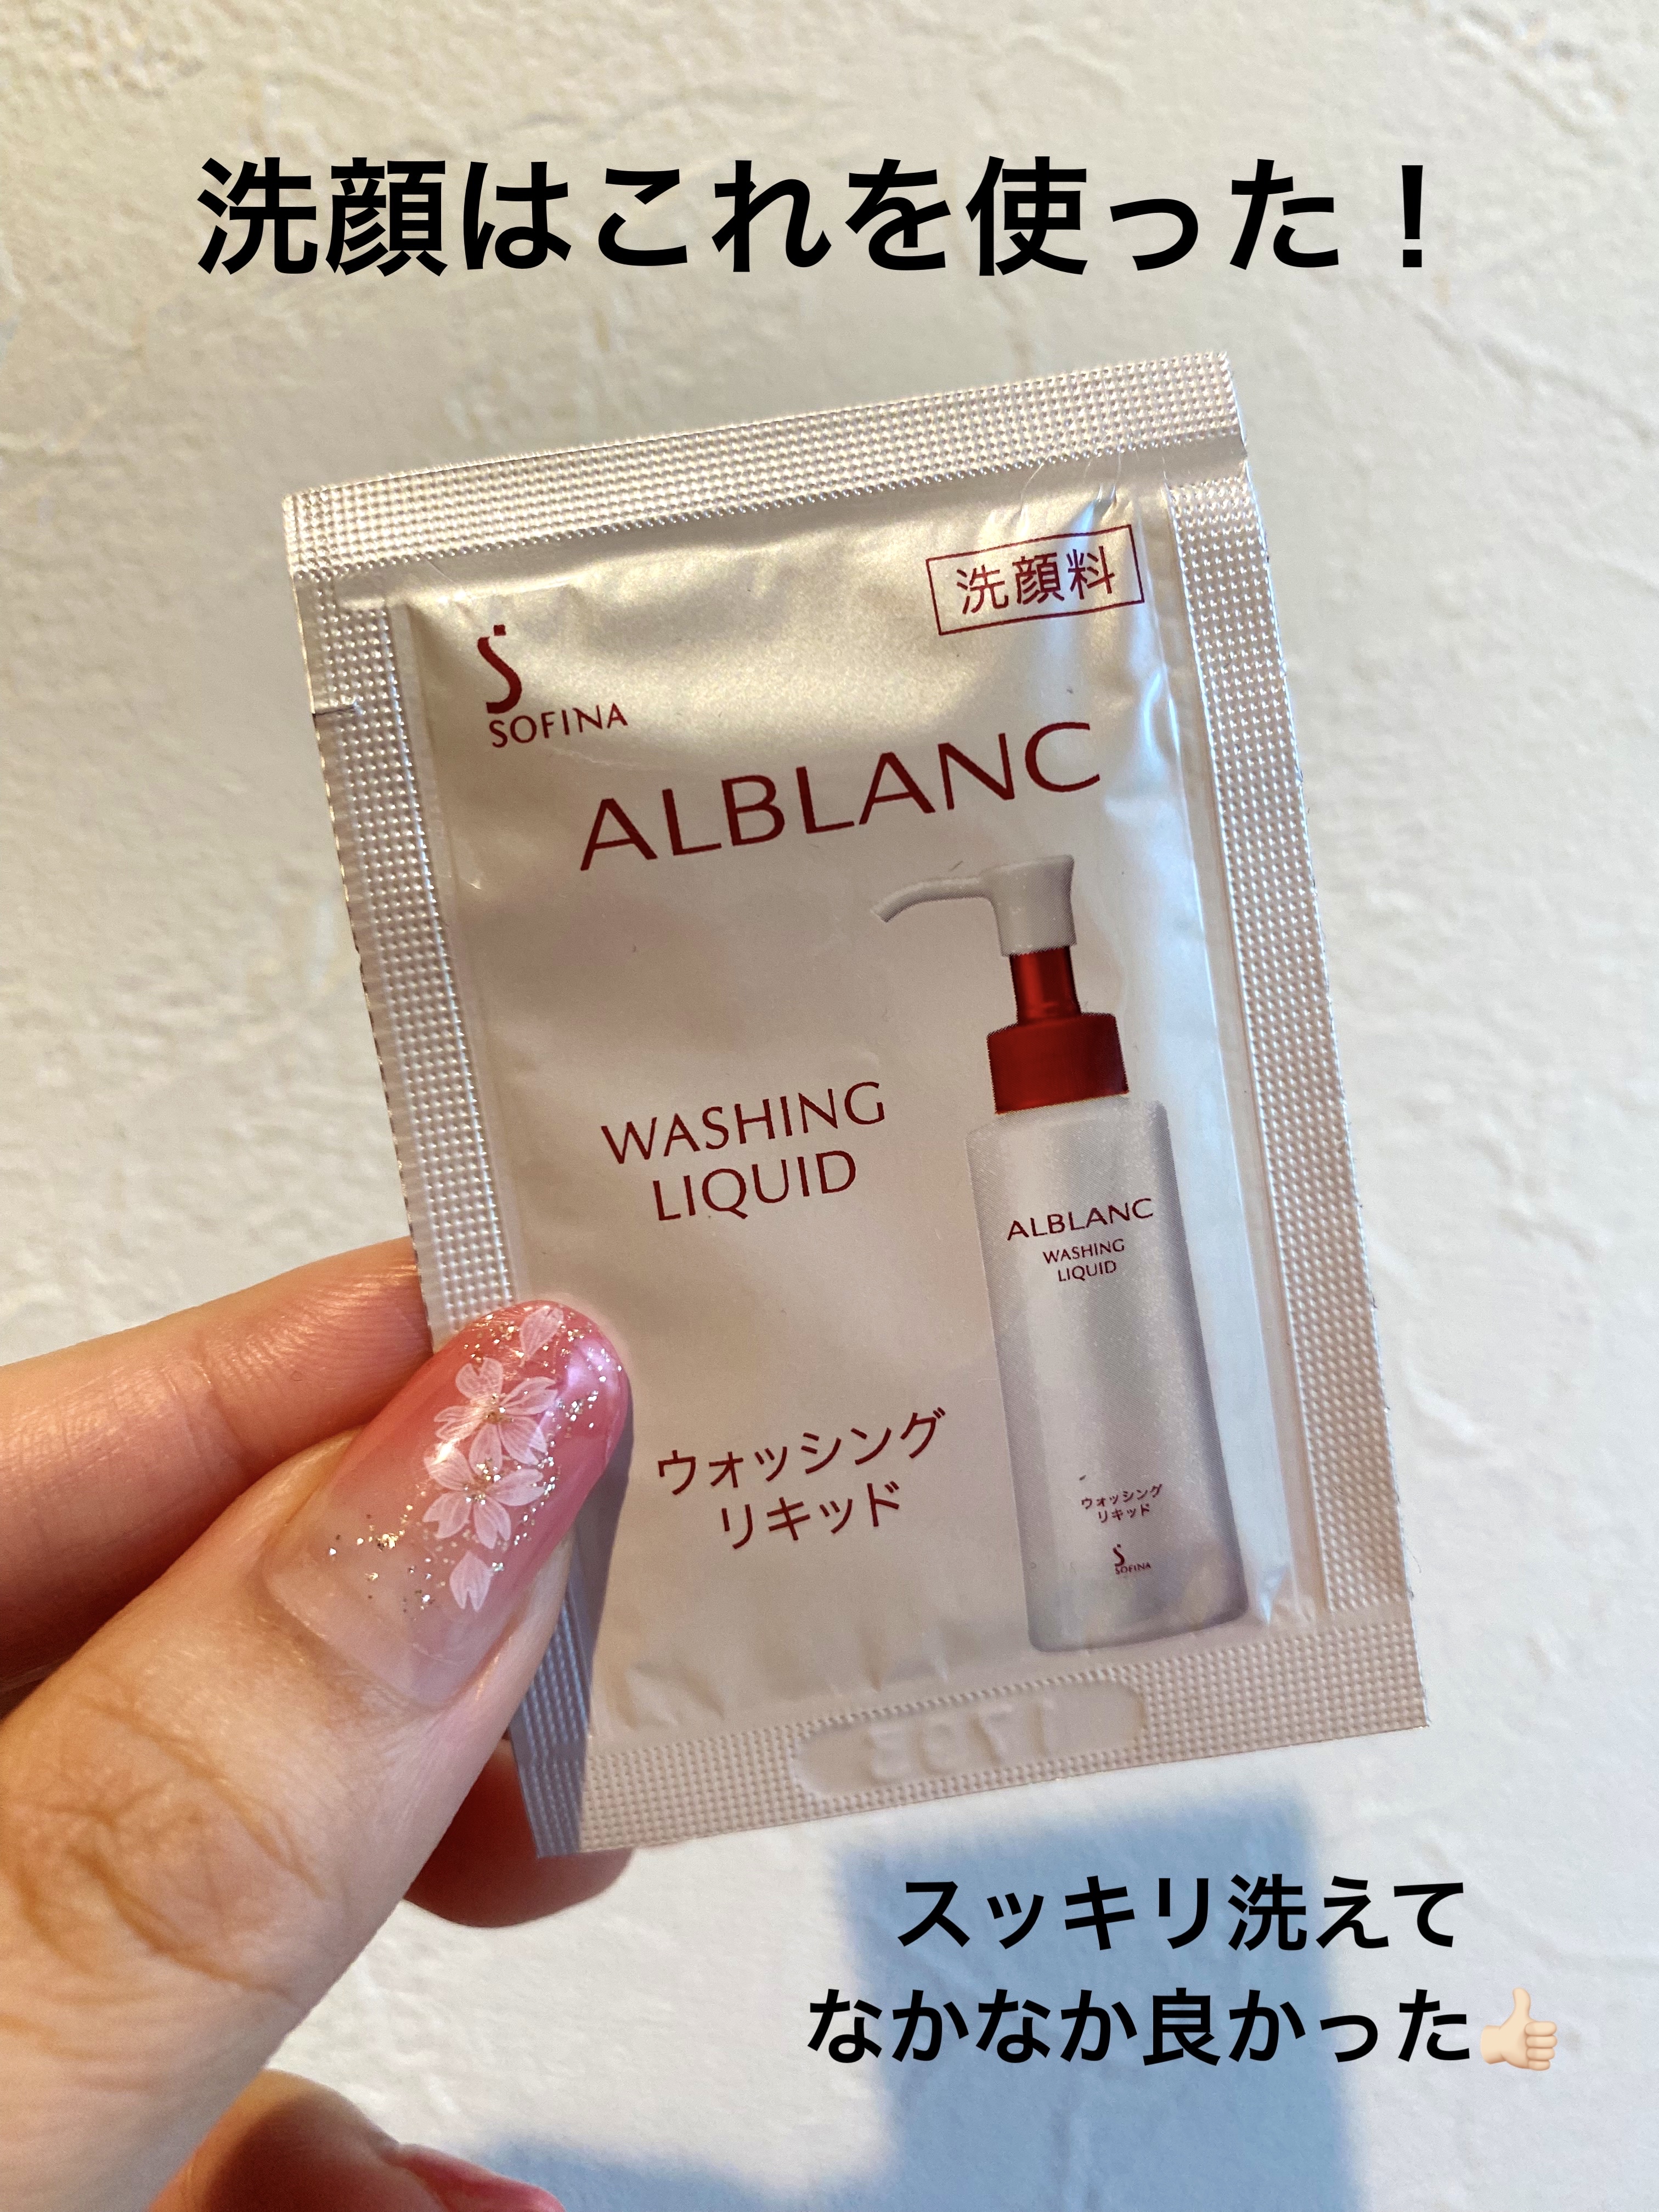 洗顔はこれを使った！
洗顔料
SOFINA
ALBLANC
WASHING
LIQUID
ALBLANC
WASHING
LIQUID
ウォッシング
リキッド
ウォッシング
リキッド
SOFINA
スッキリ洗えて
なかなか良かった👍🏻